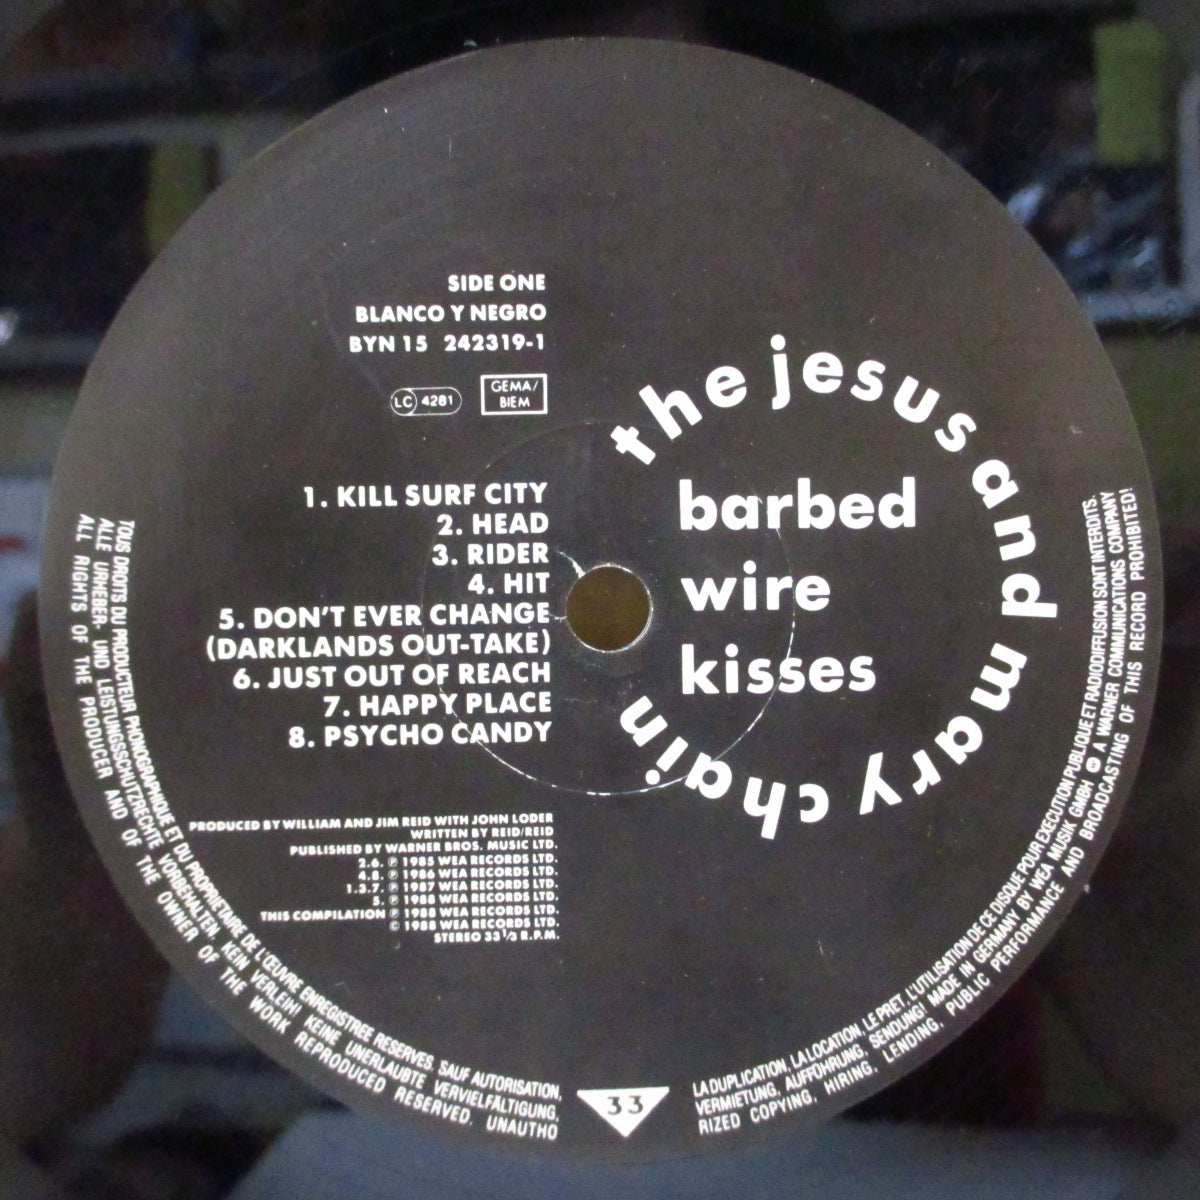 SIDE ONE
BLANCO Y NEGRO
BYN 15 242319-1
LC 4281
GEMA/
BIEM
the jesus and mary chain
barbed
wire
kisses
1. KILL SURF CITY
2. HEAD
3. RIDER
4. HIT
5. DON'T EVER CHANGE
(DARKLANDS OUT-TAKE)
6. JUST OUT OF REACH
7. HAPPY PLACE
8. PSYCHO CANDY
PRODUCED BY WILLIAM AND JIM REID WITH JOHN LODER
WRITTEN BY REID/REID
PUBLISHED BY WARNER BROS. MUSIC LTD.
2.6. ℗ 1985 WEA RECORDS LTD.
4.8. ℗ 1986 WEA RECORDS LTD.
1.3.7. ℗ 1987 WEA RECORDS LTD.
5. ℗ 1988 WEA RECORDS LTD.
THIS COMPILATION ℗ 1988 WEA RECORDS LTD.
© 1988 WEA RECORDS LTD.
STEREO 33 1/3 R.P.M.
TOUS DROITS DU PRODUCTEUR PHONOGRAPHIQUE ET DU PROPRIETAIRE DE L'ŒUVRE ENREGISTREE RESERVES. SAUF AUTORISATION, LA DUPLICATION, LA LOCATION, LE PRET, L'UTILISATION DE CE DISQUE POUR EXECUTION PUBLIQUE ET RADIODIFFUSION SONT INTERDITS.
ALLE URHEBER- UND LEISTUNGSSCHUTZRECHTE VORBEHALTEN. KEIN VERLEIH! KEINE UNERLAUBTE VERVIELFÄLTIGUNG, VERMIETUNG, AUFFÜHRUNG, SENDUNG! MADE IN GERMANY BY WEA MUSIK GMBH A WARNER COMMUNICATIONS COMPANY
ALL RIGHTS OF THE PRODUCER AND OF THE OWNER OF THE WORK REPRODUCED RESERVED. UNAUTHORIZED COPYING, HIRING, LENDING, PUBLIC PERFORMANCE AND BROADCASTING OF THIS RECORD PROHIBITED!
33